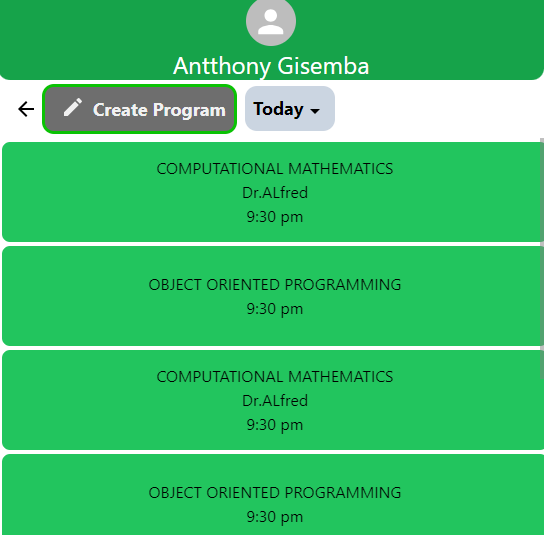 Antthony Gisemba
Create Program
Today
COMPUTATIONAL MATHEMATICS
Dr.ALfred
9:30 pm
OBJECT ORIENTED PROGRAMMING
9:30 pm
COMPUTATIONAL MATHEMATICS
Dr.ALfred
9:30 pm
OBJECT ORIENTED PROGRAMMING
9:30 pm